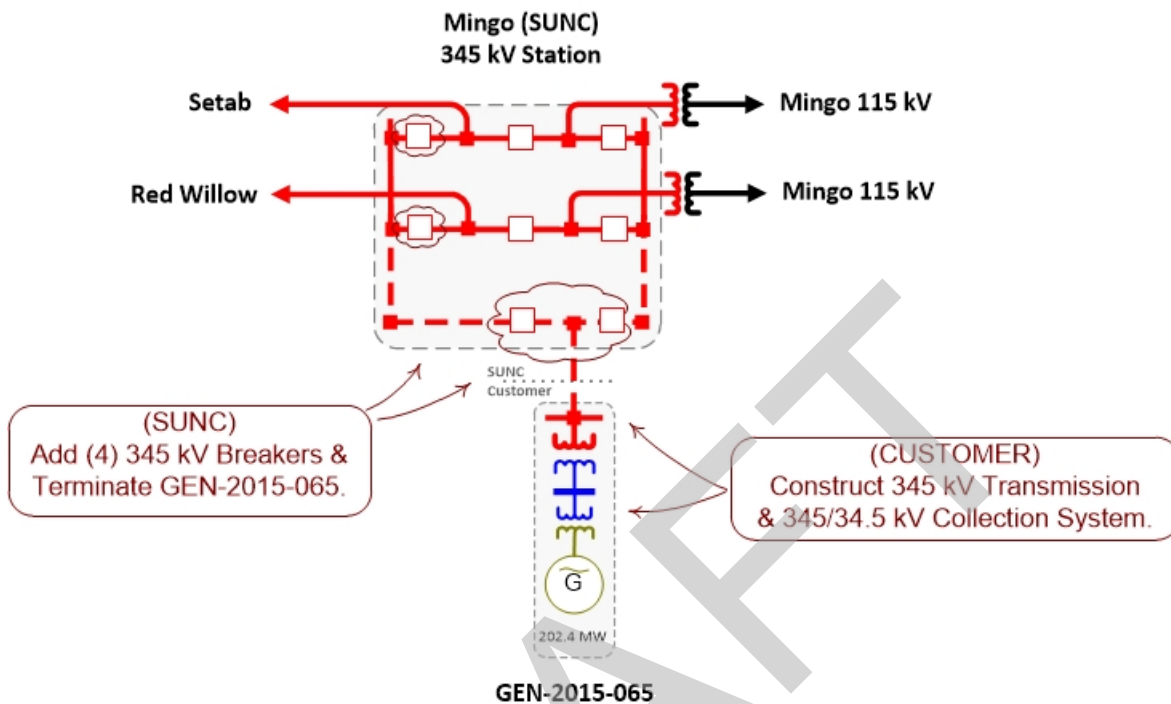 Mingo (SUNC)
345 kV Station
Setab
Mingo 115 kV
Red Willow
Mingo 115 kV
SUNC
Customer
(SUNC)
Add (4) 345 kV Breakers &
Terminate GEN-2015-065.
(CUSTOMER)
Construct 345 kV Transmission
& 345/34.5 kV Collection System.
G
202.4 MW
GEN-2015-065